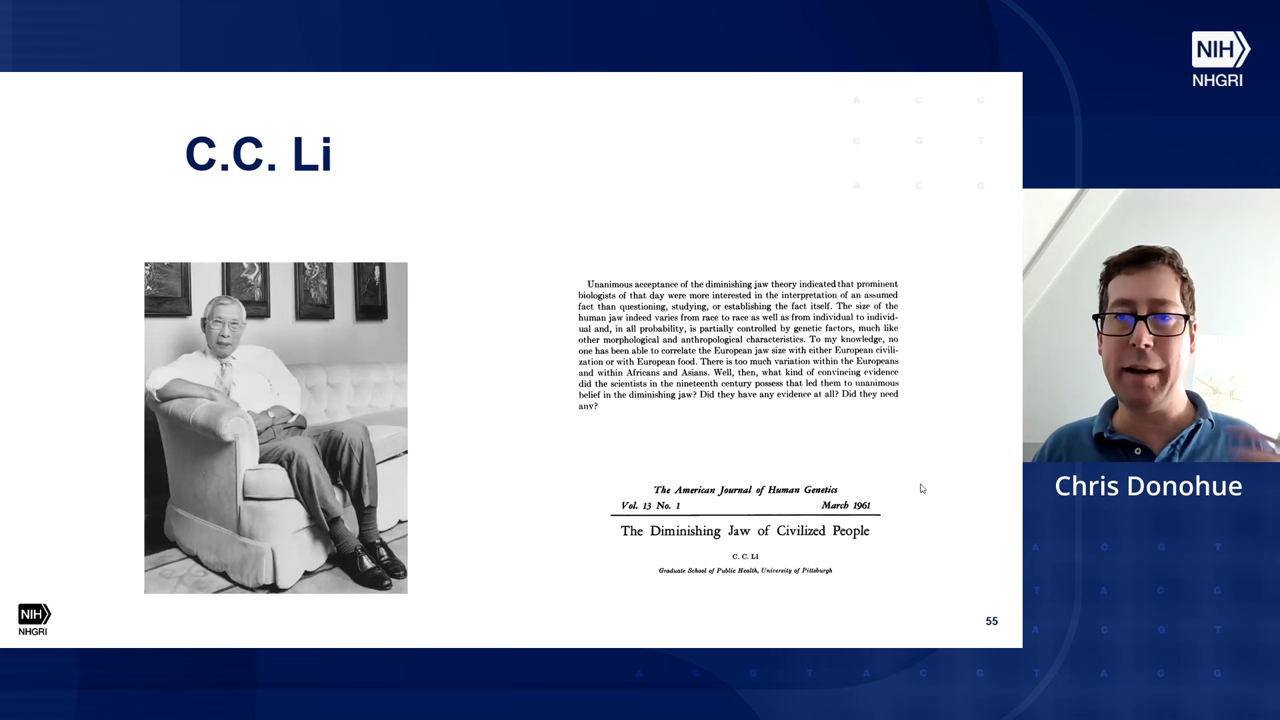 NIH
NHGRI
C.C. Li
A C G
C G T
A C G
Unanimous acceptance of the diminishing jaw theory indicated that prominent
biologists of that day were more interested in the interpretation of an assumed
fact than questioning, studying, or establishing the fact itself. The size of the
human jaw indeed varies from race to race as well as from individual to individ-
ual and, in all probability, is partially controlled by genetic factors, much like
other morphological and anthropological characteristics. To my knowledge, no
one has been able to correlate the European jaw size with either European civili-
zation or with European food. There is too much variation within the Europeans
and within Africans and Asians. Well, then, what kind of convincing evidence
did the scientists in the nineteenth century possess that led them to unanimous
belief in the diminishing jaw? Did they have any evidence at all? Did they need
any?
The American Journal of Human Genetics
Vol. 13 No. 1 March 1961
The Diminishing Jaw of Civilized People
C. C. LI
Graduate School of Public Health, University of Pittsburgh
NIH
NHGRI
55
Chris Donohue
A C G T
T A C G
T A C G
A C G T A C G T A C G